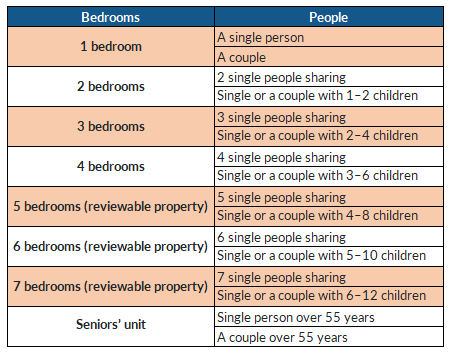 Bedrooms People
1 bedroom
A single person
A couple
2 bedrooms
2 single people sharing
Single or a couple with 1–2 children
3 bedrooms
3 single people sharing
Single or a couple with 2–4 children
4 bedrooms
4 single people sharing
Single or a couple with 3–6 children
5 bedrooms (reviewable property)
5 single people sharing
Single or a couple with 4–8 children
6 bedrooms (reviewable property)
6 single people sharing
Single or a couple with 5–10 children
7 bedrooms (reviewable property)
7 single people sharing
Single or a couple with 6–12 children
Seniors' unit
Single person over 55 years
A couple over 55 years